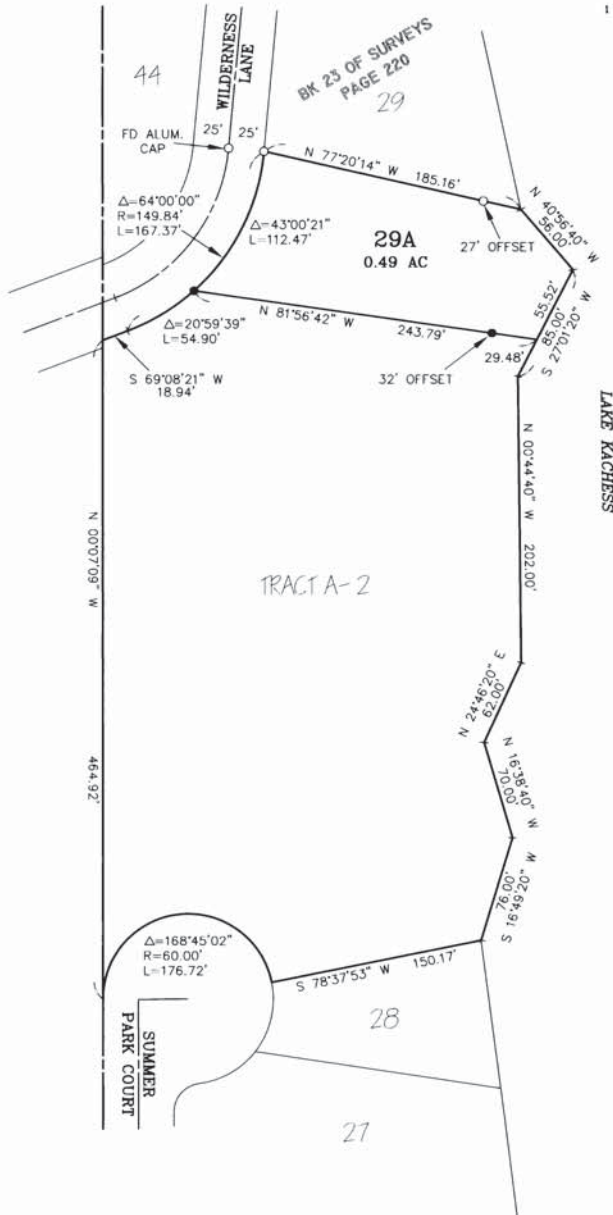 1
44
WILDERNESS
LANE
BK 23 OF SURVEYS
PAGE 220
29
FD ALUM.
CAP
25'
25'
N 77°20'14" W 185.16'
N 40°56'40" W
56.00'
Δ=64°00'00"
R=149.84'
L=167.37'
Δ=43°00'21"
L=112.47'
29A
0.49 AC
27' OFFSET
N 81°56'42" W 243.79'
55.52'
85.00'
S 27°01'20" W
29.48'
Δ=20°59'39"
L=54.90'
S 69°08'21" W
18.94'
32' OFFSET
LAKE KACHESS
N 00°44'40" W 202.00'
N 00°07'09" W 464.92'
TRACT A-2
N 24°46'20" E
62.00'
N 16°38'40" W
70.00'
S 16°49'20" W
76.00'
Δ=168°45'02"
R=60.00'
L=176.72'
S 78°37'53" W 150.17'
SUMMER
PARK COURT
28
27